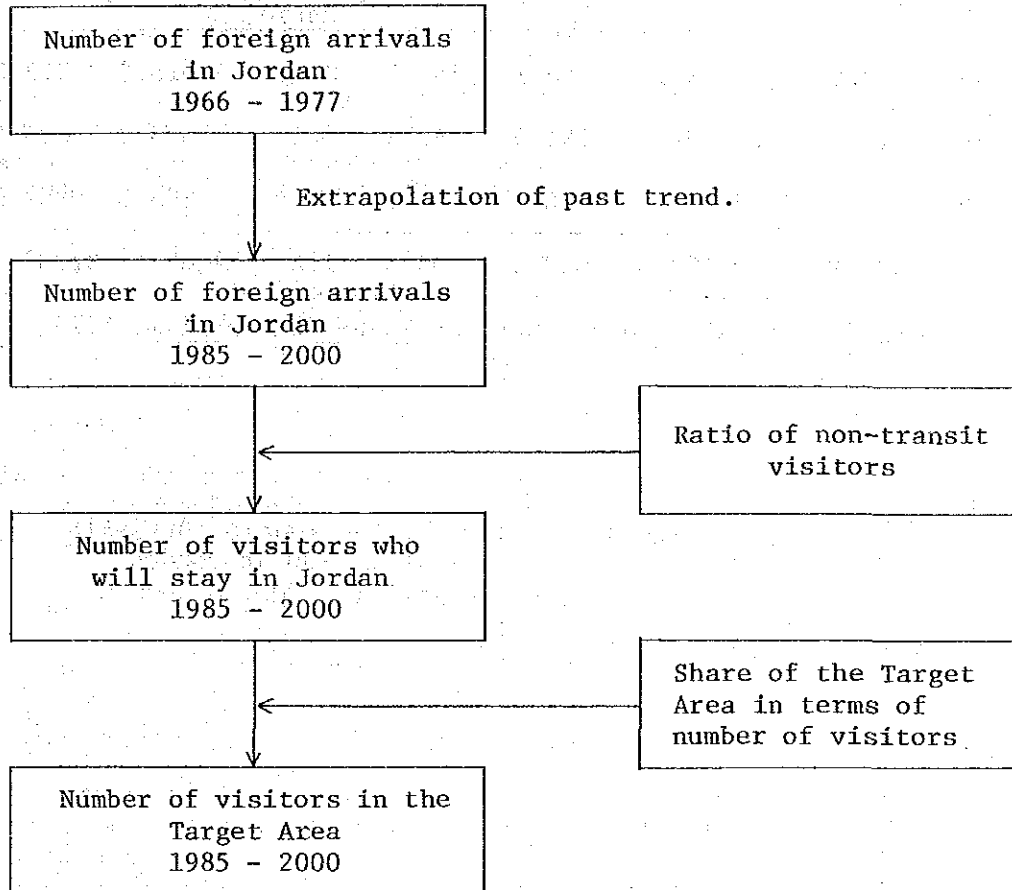 Number of foreign arrivals
in Jordan
1966 - 1977
Extrapolation of past trend.
Number of foreign arrivals
in Jordan
1985 - 2000
Ratio of non-transit
visitors
Number of visitors who
will stay in Jordan
1985 - 2000
Share of the Target
Area in terms of
number of visitors
Number of visitors in the
Target Area
1985 - 2000